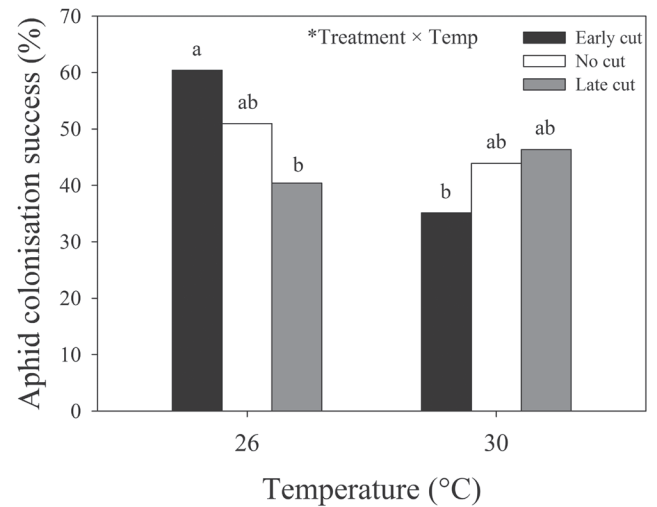 70
60
50
40
30
20
10
0
Aphid colonisation success (%)
*Treatment × Temp
Early cut
No cut
Late cut
a
ab
b
b
ab
ab
26
30
Temperature (°C)